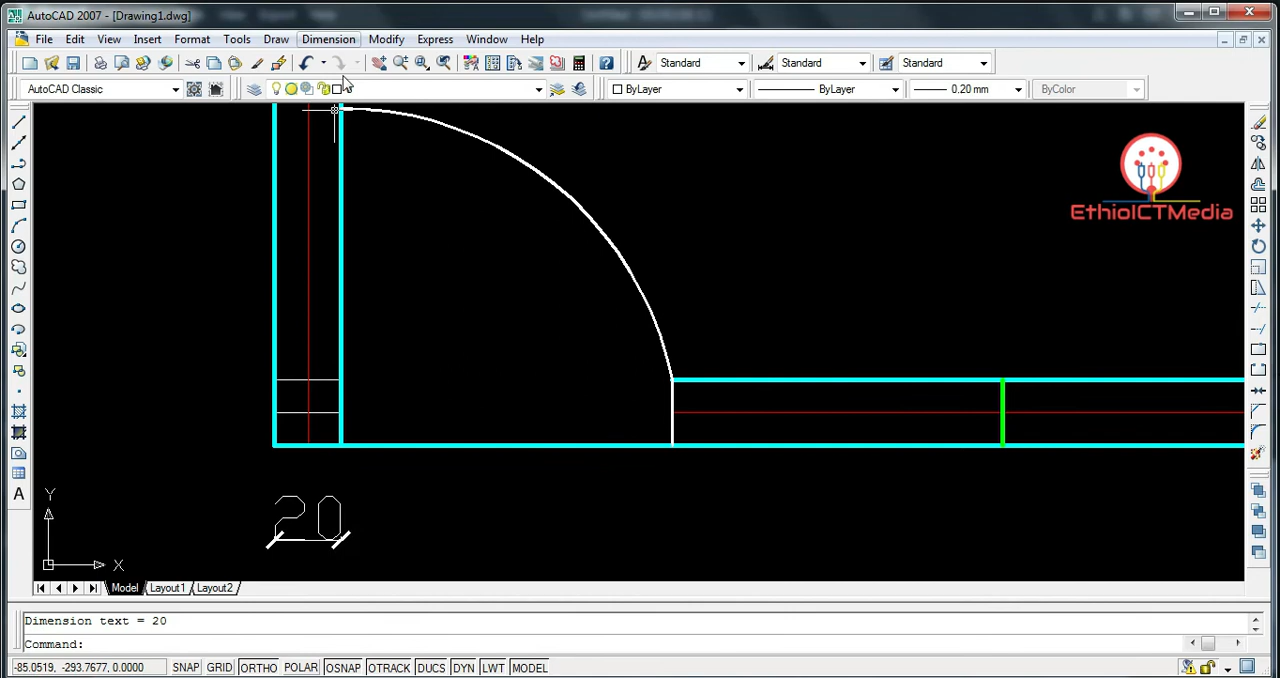 AutoCAD 2007 - [Drawing1.dwg]
File Edit View Insert Format Tools Draw Dimension Modify Express Window Help
Standard Standard Standard
AutoCAD Classic ByLayer ByLayer 0.20 mm ByColor
EthioICTMedia
20
Y
X
Model Layout1 Layout2
Dimension text = 20
Command:
-85.0519, -293.7677, 0.0000 SNAP GRID ORTHO POLAR OSNAP OTRACK DUCS DYN LWT MODEL